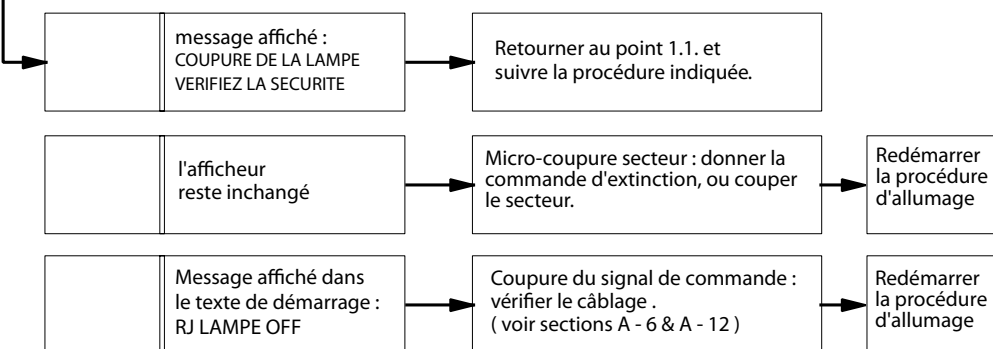 message affiché :
COUPURE DE LA LAMPE
VERIFIEZ LA SECURITE
Retourner au point 1.1. et
suivre la procédure indiquée.
l'afficheur
reste inchangé
Micro-coupure secteur : donner la
commande d'extinction, ou couper
le secteur.
Redémarrer
la procédure
d'allumage
Message affiché dans
le texte de démarrage :
RJ LAMPE OFF
Coupure du signal de commande :
vérifier le câblage .
( voir sections A - 6 & A - 12 )
Redémarrer
la procédure
d'allumage